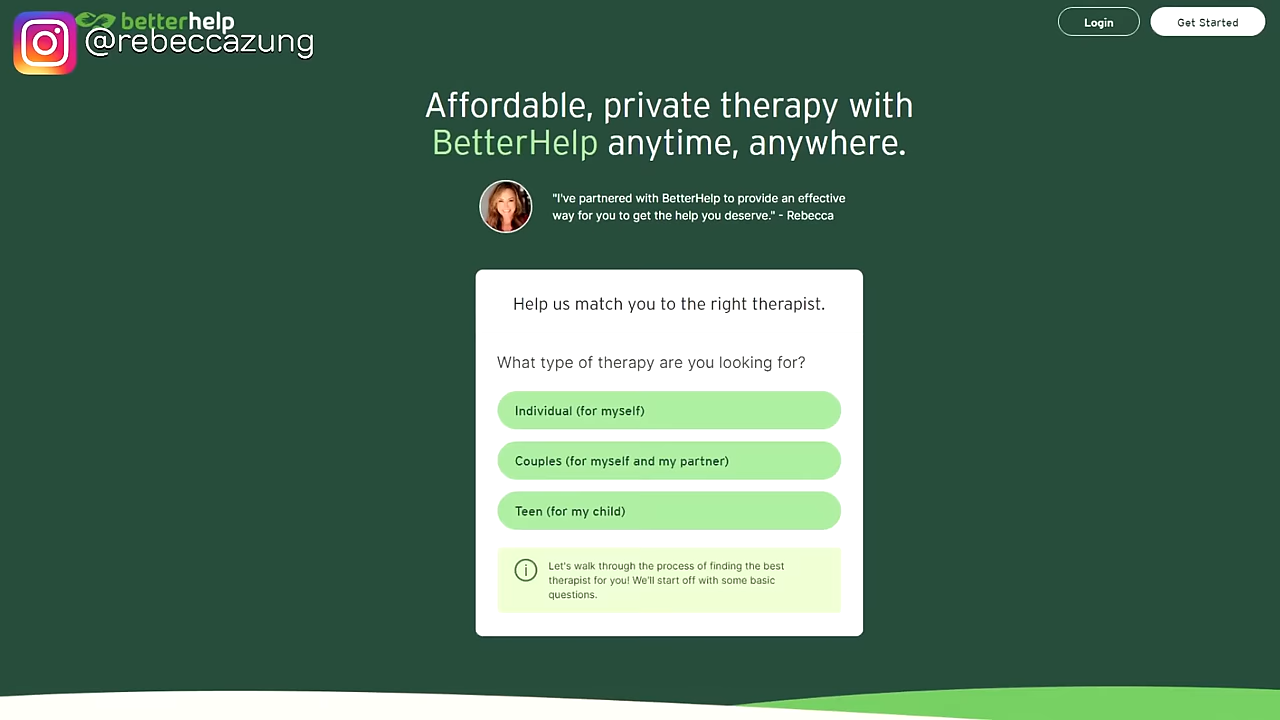 betterhelp
@rebeccazung
Login
Get Started
Affordable, private therapy with
BetterHelp anytime, anywhere.
"I've partnered with BetterHelp to provide an effective
way for you to get the help you deserve." - Rebecca
Help us match you to the right therapist.
What type of therapy are you looking for?
Individual (for myself)
Couples (for myself and my partner)
Teen (for my child)
Let's walk through the process of finding the best
therapist for you! We'll start off with some basic
questions.